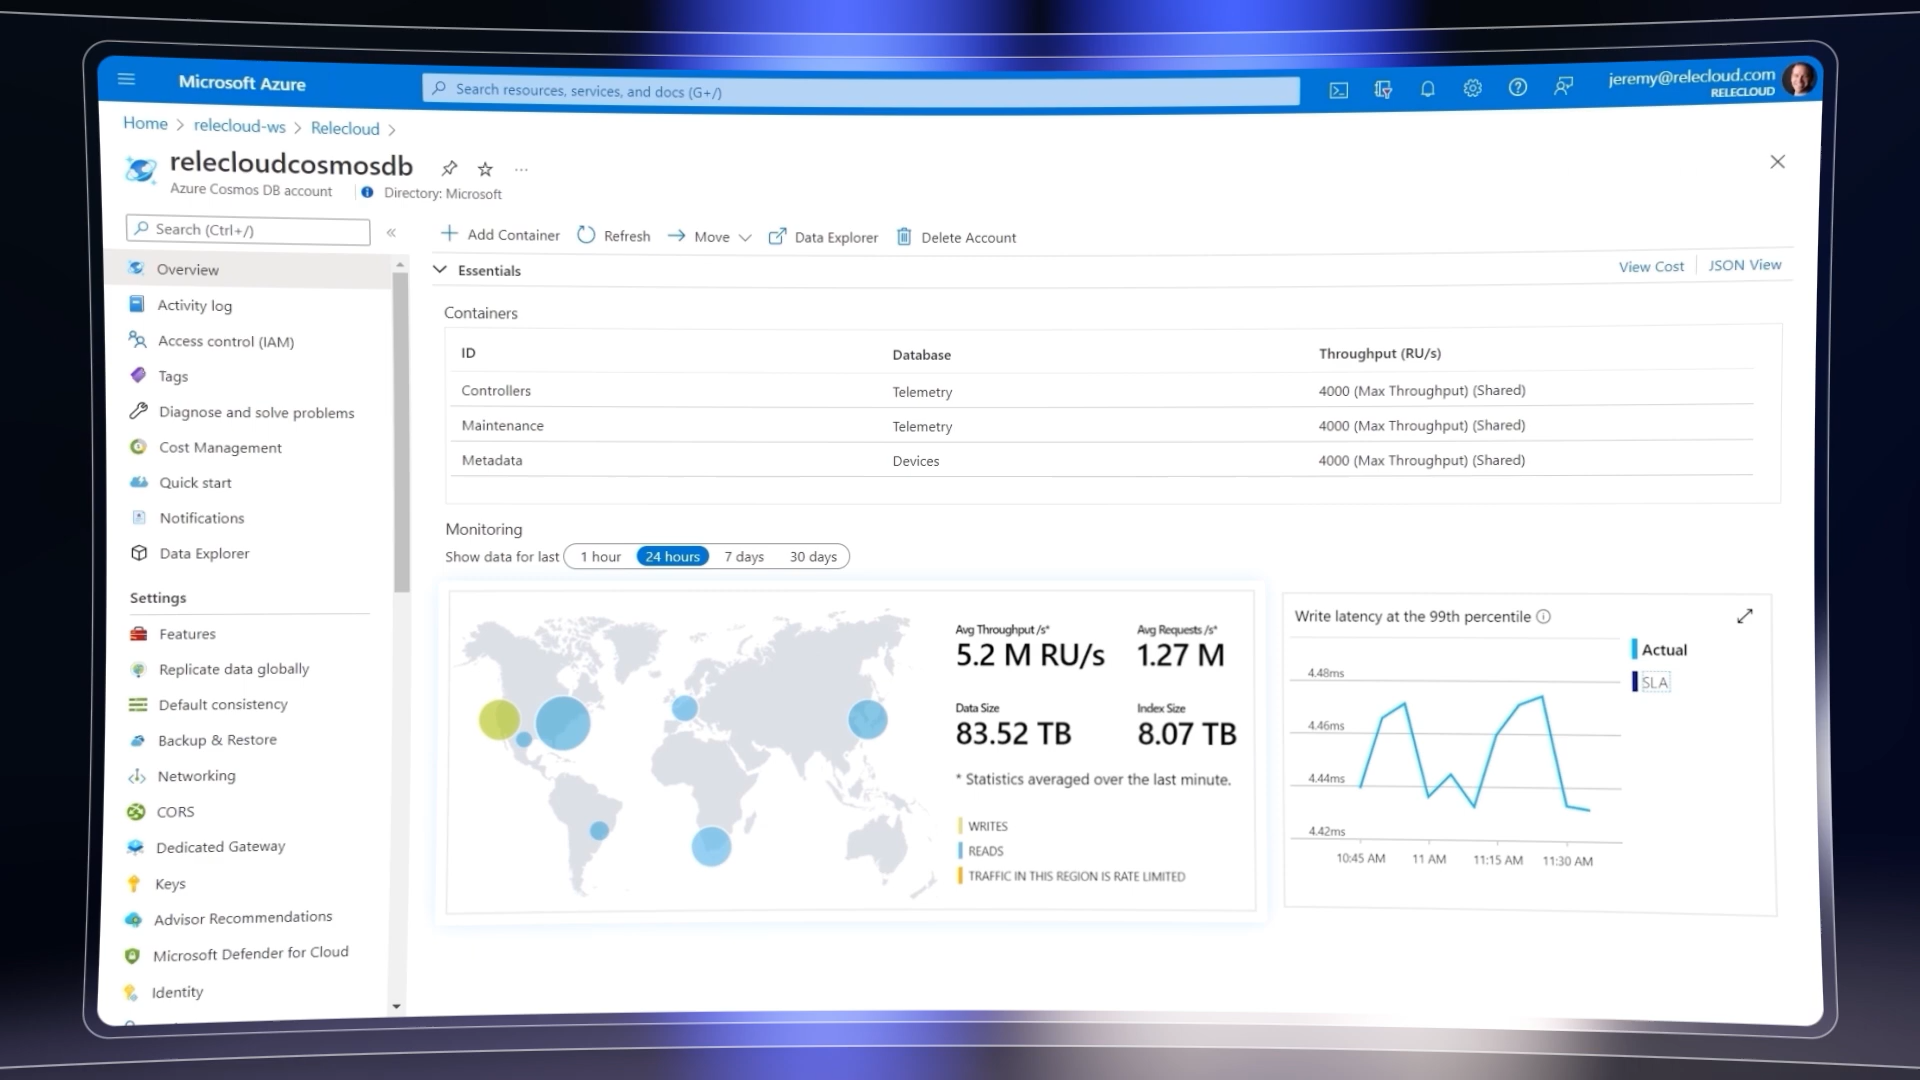 Microsoft Azure
Search resources, services, and docs (G+/)
jeremy@relecloud.com
RELECLOUD
Home > relecloud-ws > Relecloud >
relecloudcosmosdb
...
Azure Cosmos DB account
Directory: Microsoft
Search (Ctrl+/)
«
Add Container
Refresh
Move
Data Explorer
Delete Account
Overview
Activity log
Access control (IAM)
Tags
Diagnose and solve problems
Cost Management
Quick start
Notifications
Data Explorer
Settings
Features
Replicate data globally
Default consistency
Backup & Restore
Networking
CORS
Dedicated Gateway
Keys
Advisor Recommendations
Microsoft Defender for Cloud
Identity
Essentials
View Cost
JSON View
Containers
ID Database Throughput (RU/s)
Controllers Telemetry 4000 (Max Throughput) (Shared)
Maintenance Telemetry 4000 (Max Throughput) (Shared)
Metadata Devices 4000 (Max Throughput) (Shared)
Monitoring
Show data for last 1 hour 24 hours 7 days 30 days
Avg Throughput /s* Avg Requests /s*
5.2 M RU/s 1.27 M
Data Size Index Size
83.52 TB 8.07 TB
* Statistics averaged over the last minute.
WRITES
READS
TRAFFIC IN THIS REGION IS RATE LIMITED
Write latency at the 99th percentile
Actual
SLA
4.48ms
4.46ms
4.44ms
4.42ms
10:45 AM 11 AM 11:15 AM 11:30 AM